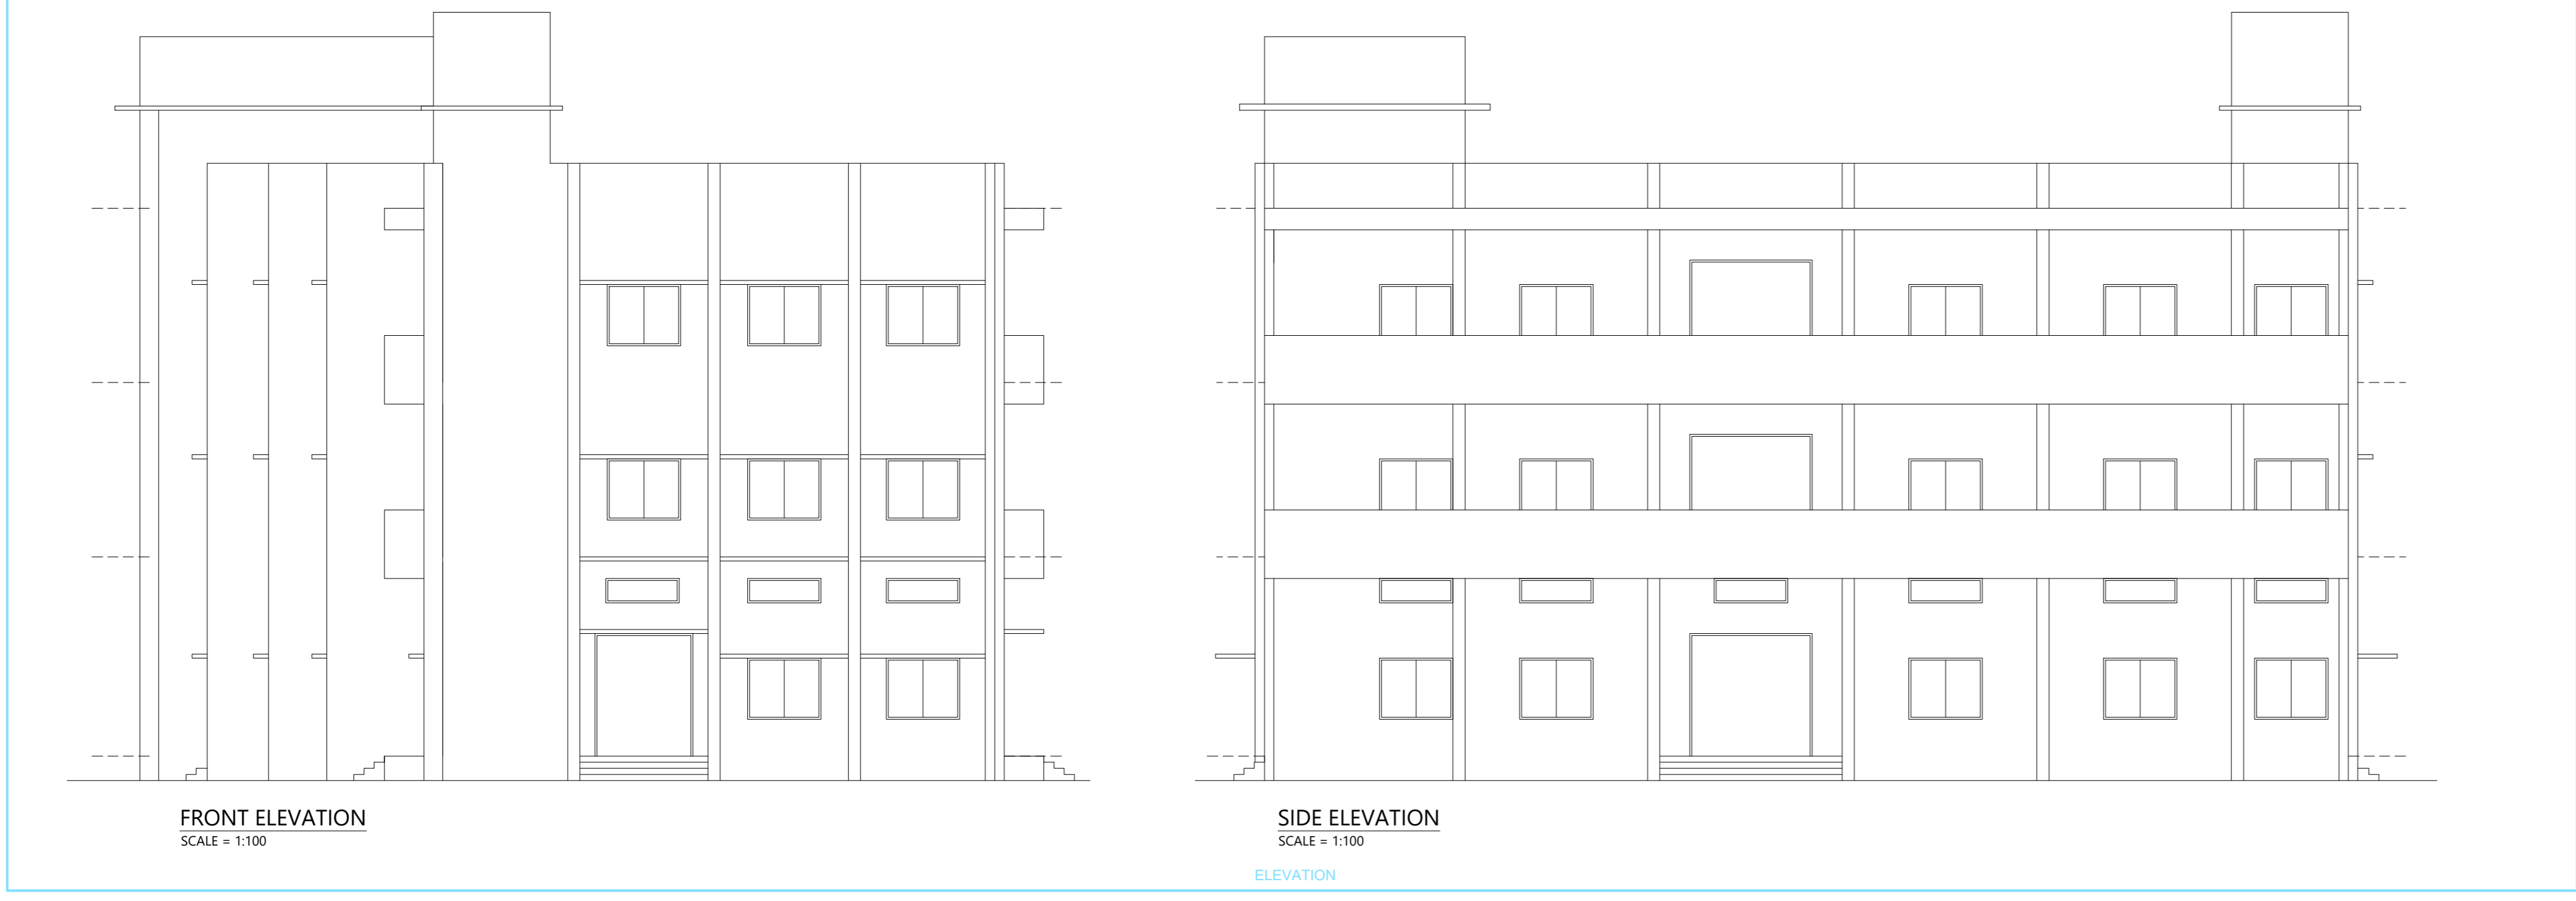 FRONT ELEVATION
SCALE = 1:100
SIDE ELEVATION
SCALE = 1:100
ELEVATION